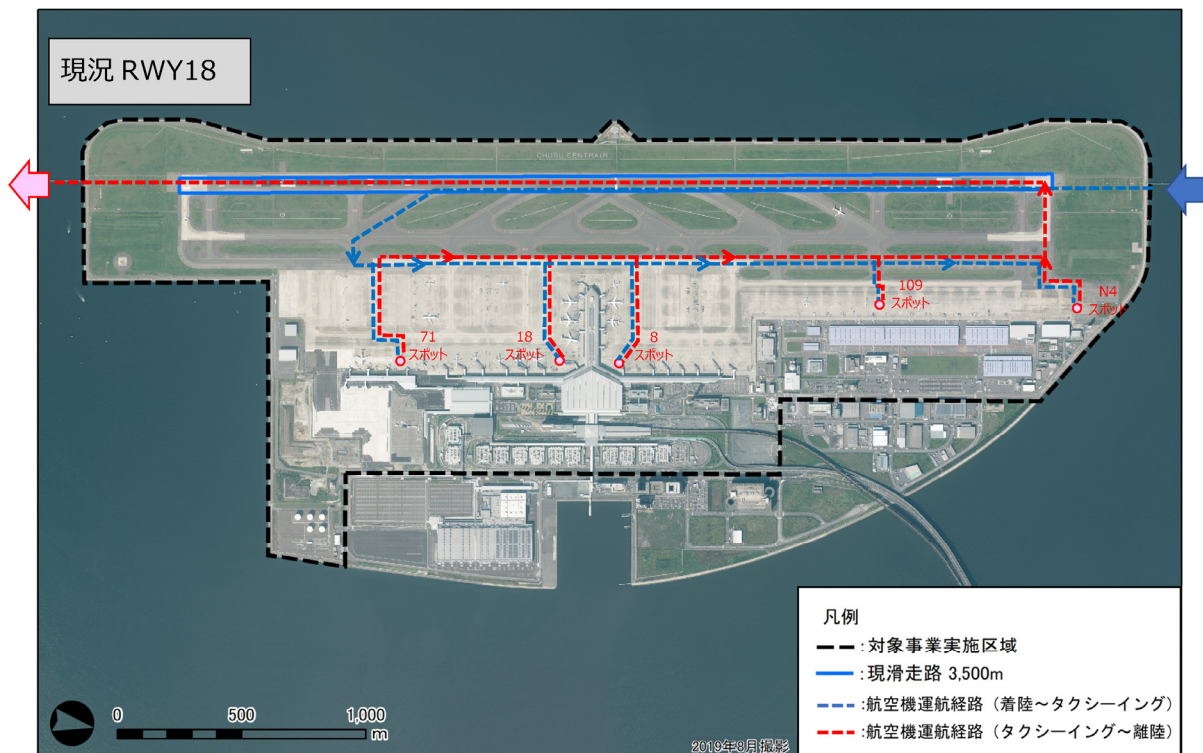 現況 RWY18
CHUBU CENTRAIR
109
スポット
N4
スポット
71
スポット
18
スポット
8
スポット
凡例
:対象事業実施区域
:現滑走路 3,500m
:航空機運航経路(着陸~タクシーイング)
:航空機運航経路(タクシーイング~離陸)
0 500 1,000
m
2019年8月撮影